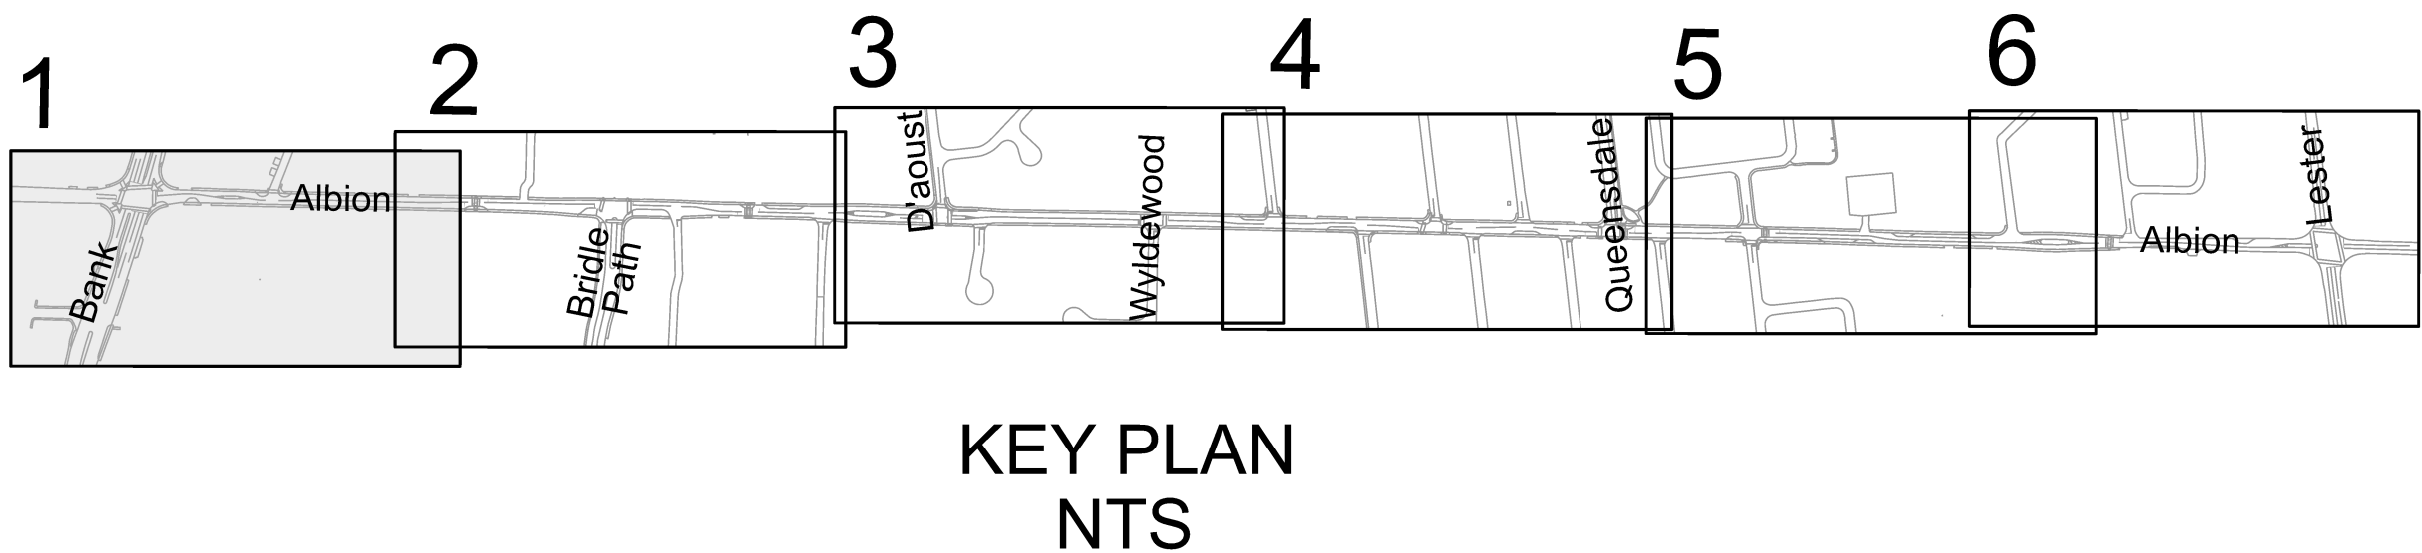 1
2
3
4
5
6
Bank
Albion
Bridle
Path
D'aoust
Wyldewood
Queensdale
Albion
Lester
KEY PLAN
NTS